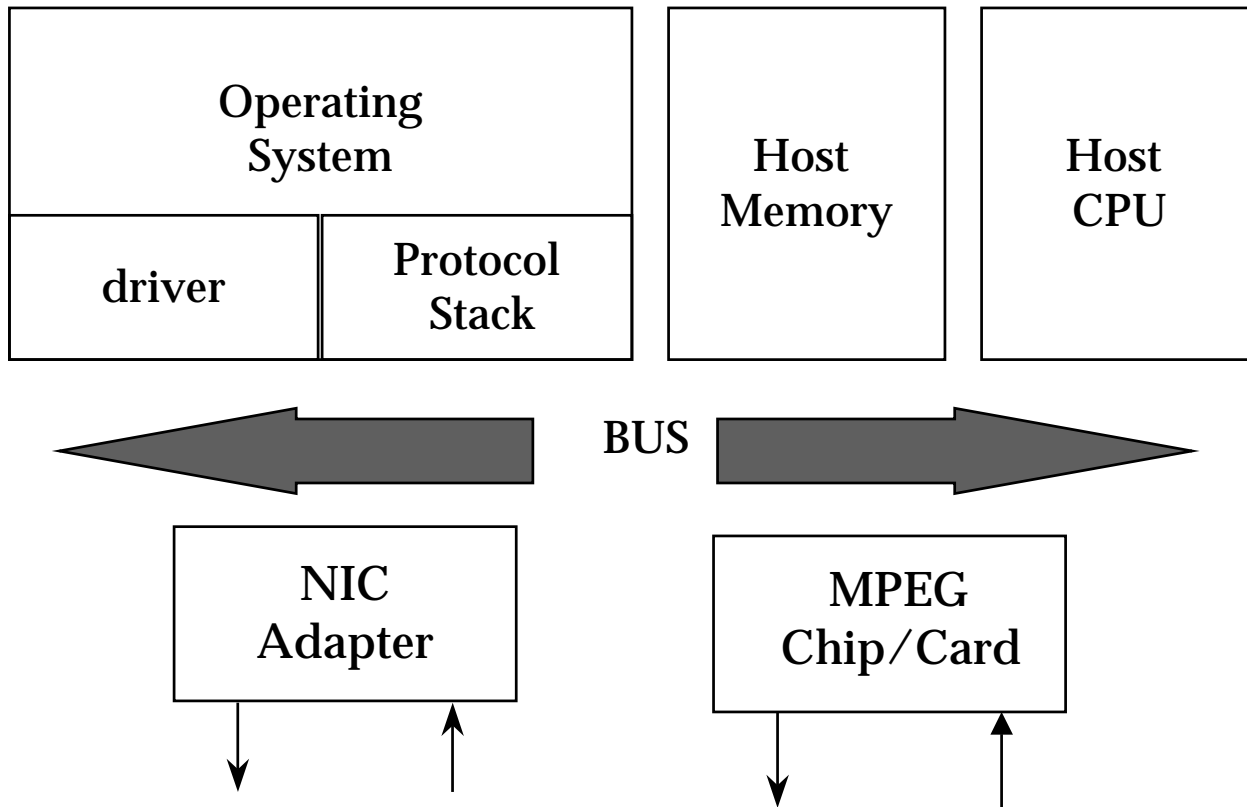 Operating
System
Host
Memory
Host
CPU
driver
Protocol
Stack
BUS
NIC
Adapter
MPEG
Chip/Card